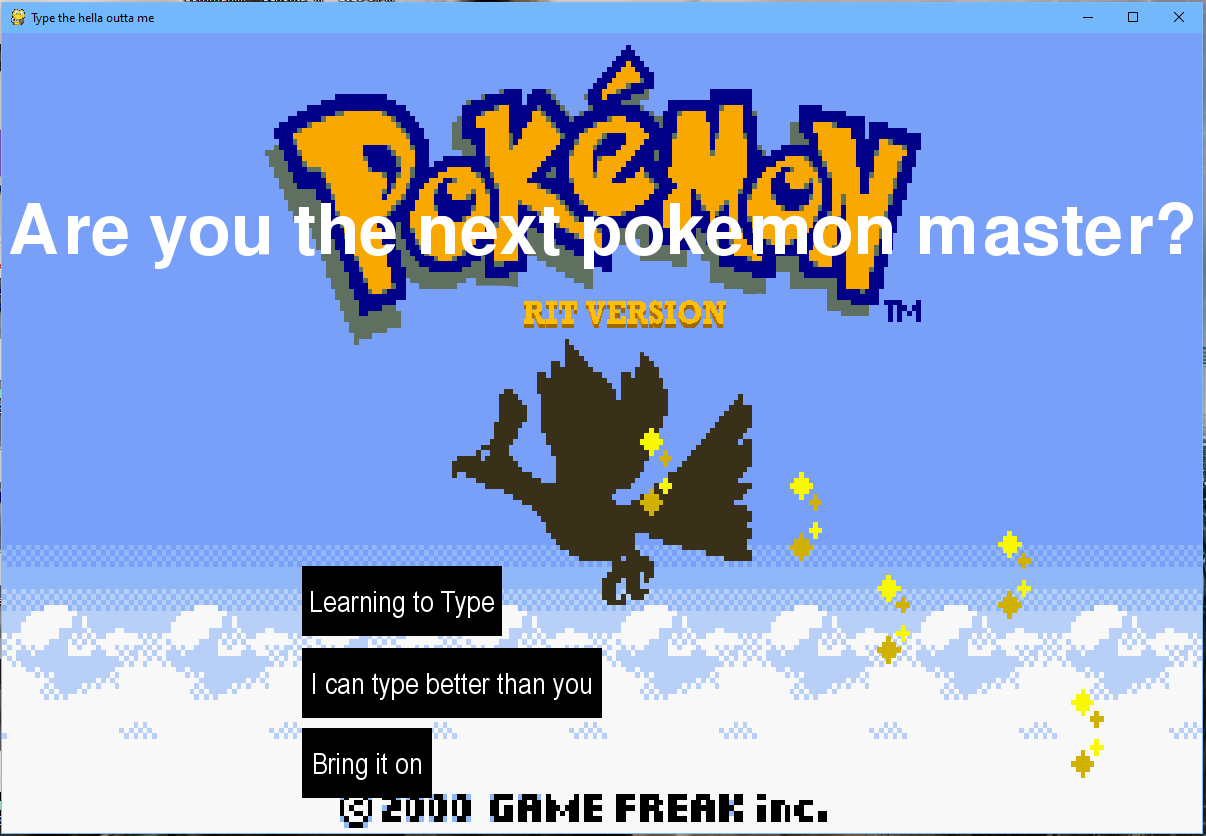 Type the hella outta me
POKéMON
Are you the next pokemon master?
RIT VERSION
TM
Learning to Type
I can type better than you
Bring it on
© 2000 GAME FREAK inc.